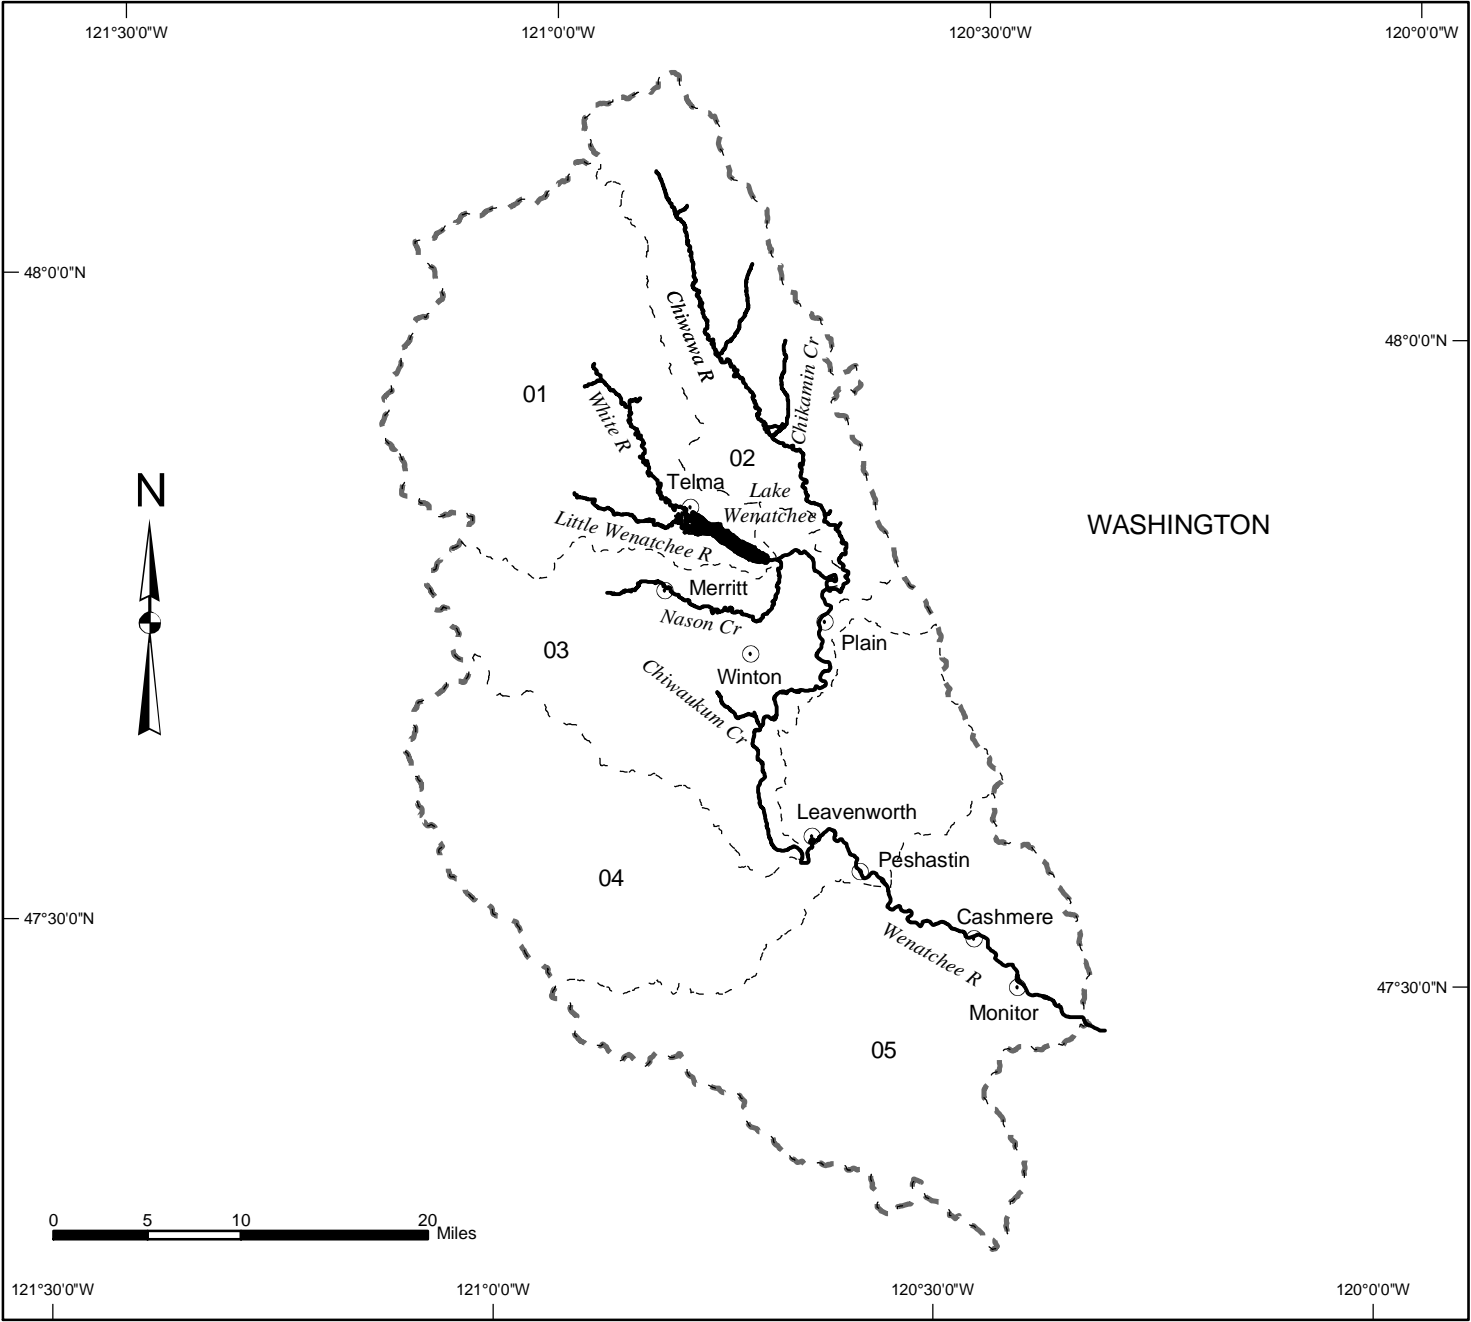 121°30'0"W
121°0'0"W
120°30'0"W
120°0'0"W
48°0'0"N
48°0'0"N
Chiwawa R
Chikamin Cr
01
White R
02
Telma
Lake
Wenatchee
N
WASHINGTON
Little Wenatchee R
Merritt
Nason Cr
Plain
03
Winton
Chiwaukum Cr
Leavenworth
Peshastin
04
47°30'0"N
Cashmere
Wenatchee R
47°30'0"N
Monitor
05
0 5 10 20
Miles
121°30'0"W
121°0'0"W
120°30'0"W
120°0'0"W